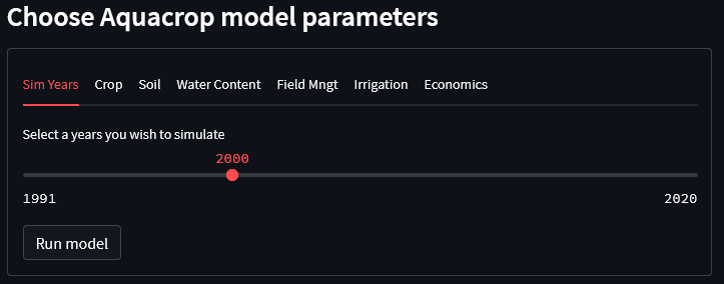 Choose Aquacrop model parameters
Sim Years Crop Soil Water Content Field Mngt Irrigation Economics
Select a years you wish to simulate
2000
1991 2020
Run model